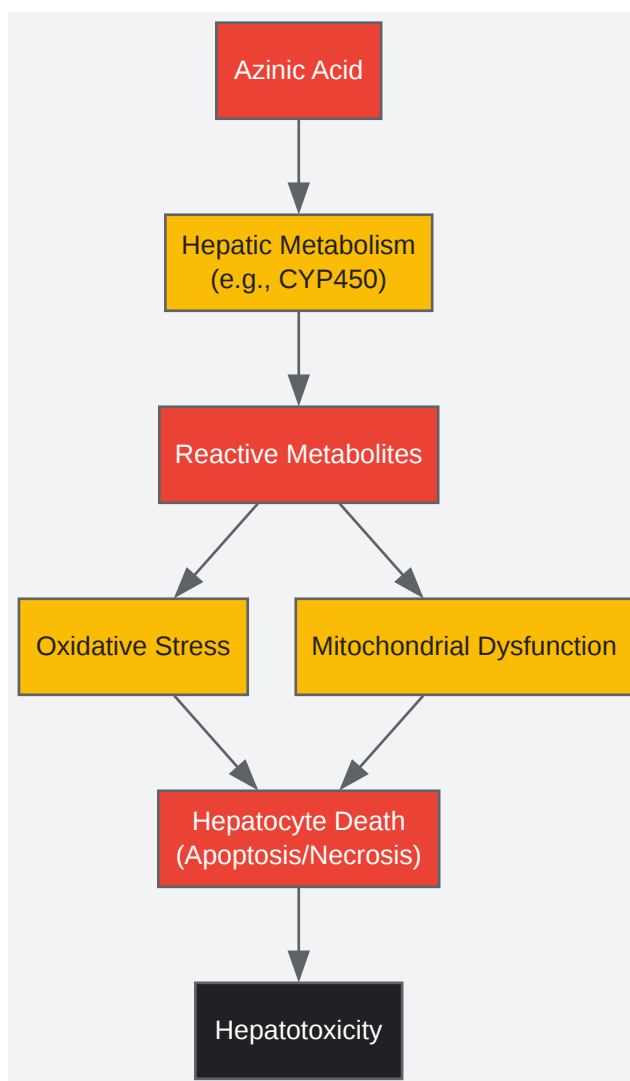 Azinic Acid
Hepatic Metabolism
(e.g., CYP450)
Reactive Metabolites
Oxidative Stress
Mitochondrial Dysfunction
Hepatocyte Death
(Apoptosis/Necrosis)
Hepatotoxicity